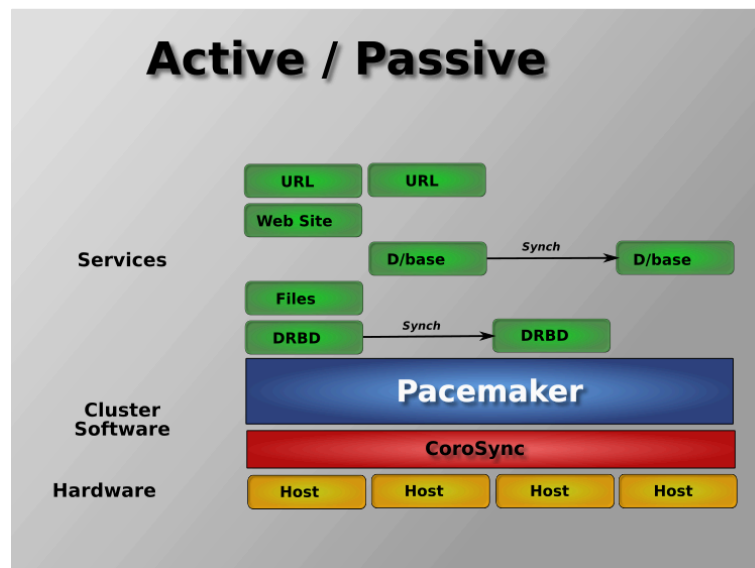 Active / Passive
URL
URL
Web Site
Services
D/base
Synch
D/base
Files
DRBD
Synch
DRBD
Pacemaker
Cluster
Software
CoroSync
Hardware
Host
Host
Host
Host